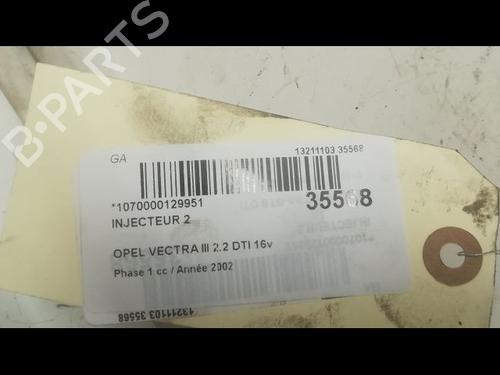 B-PARTS
GA
13211103 35568
*1070000129951
35568
INJECTEUR 2
OPEL VECTRA III 2.2 DTI 16v
Phase 1 cc / Année 2002
13211103 35568